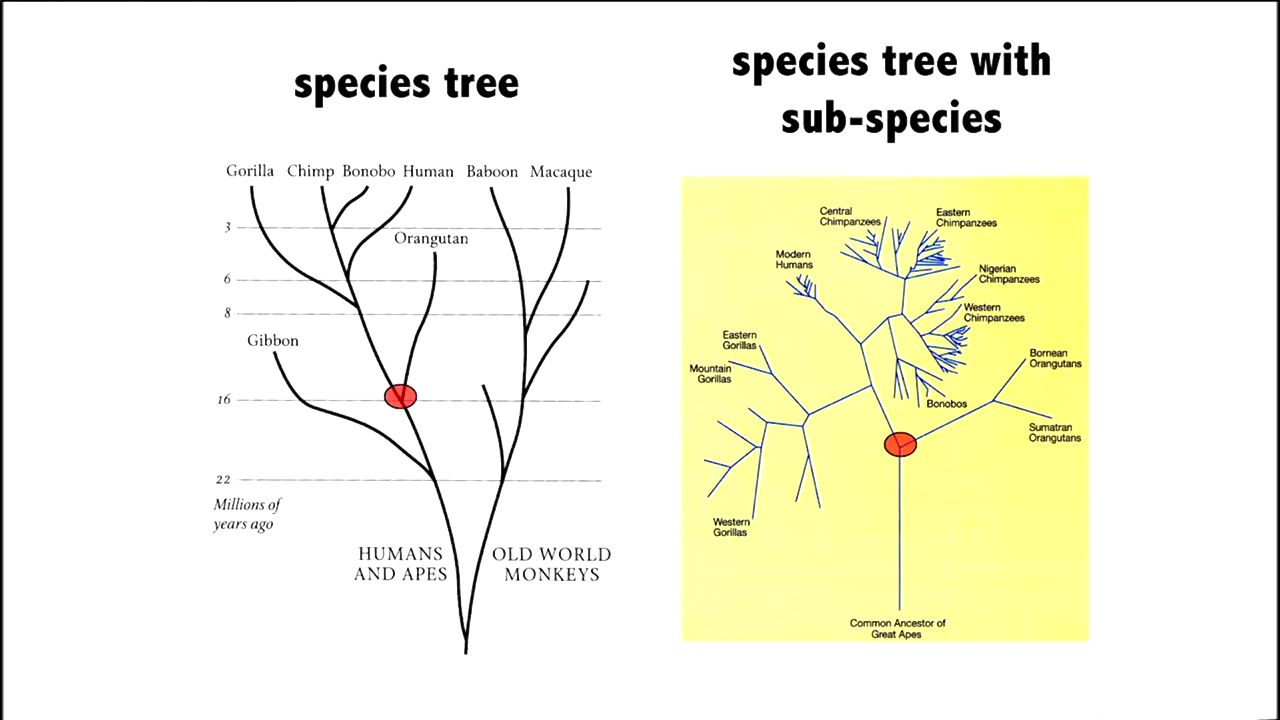 species tree
Gorilla Chimp Bonobo Human Baboon Macaque
3
Orangutan
6
8
Gibbon
16
22
Millions of
years ago
HUMANS
AND APES
OLD WORLD
MONKEYS
species tree with
sub-species
Central
Chimpanzees
Eastern
Chimpanzees
Modern
Humans
Nigerian
Chimpanzees
Western
Chimpanzees
Eastern
Gorillas
Mountain
Gorillas
Bornean
Orangutans
Bonobos
Sumatran
Orangutans
Western
Gorillas
Common Ancestor of
Great Apes